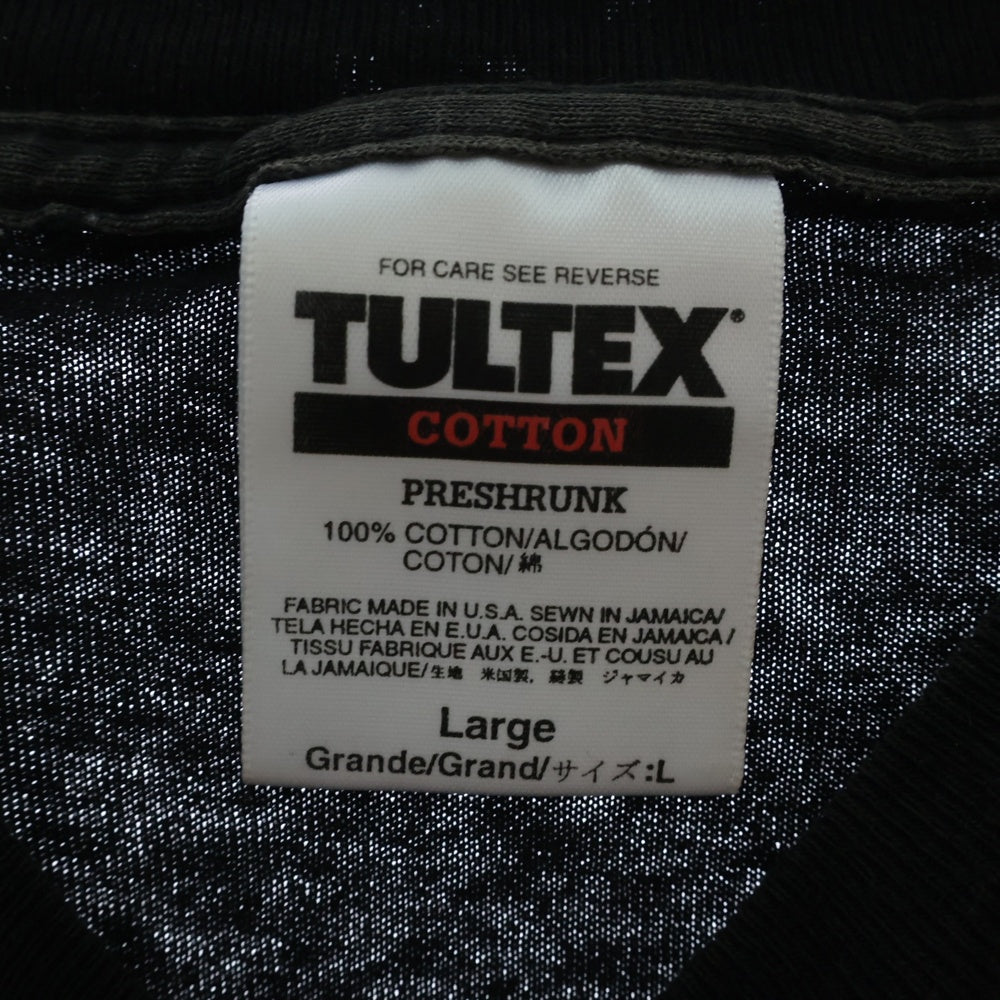 FOR CARE SEE REVERSE
TULTEX®
COTTON
PRESHRUNK
100% COTTON/ALGODÓN/
COTON/綿
FABRIC MADE IN U.S.A. SEWN IN JAMAICA/
TELA HECHA EN E.U.A. COSIDA EN JAMAICA/
TISSU FABRIQUE AUX E.-U. ET COUSU AU
LA JAMAIQUE/生地 米国製, 縫製 ジャマイカ
Large
Grande/Grand/サイズ:L